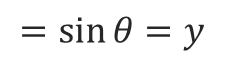 = sin θ = y